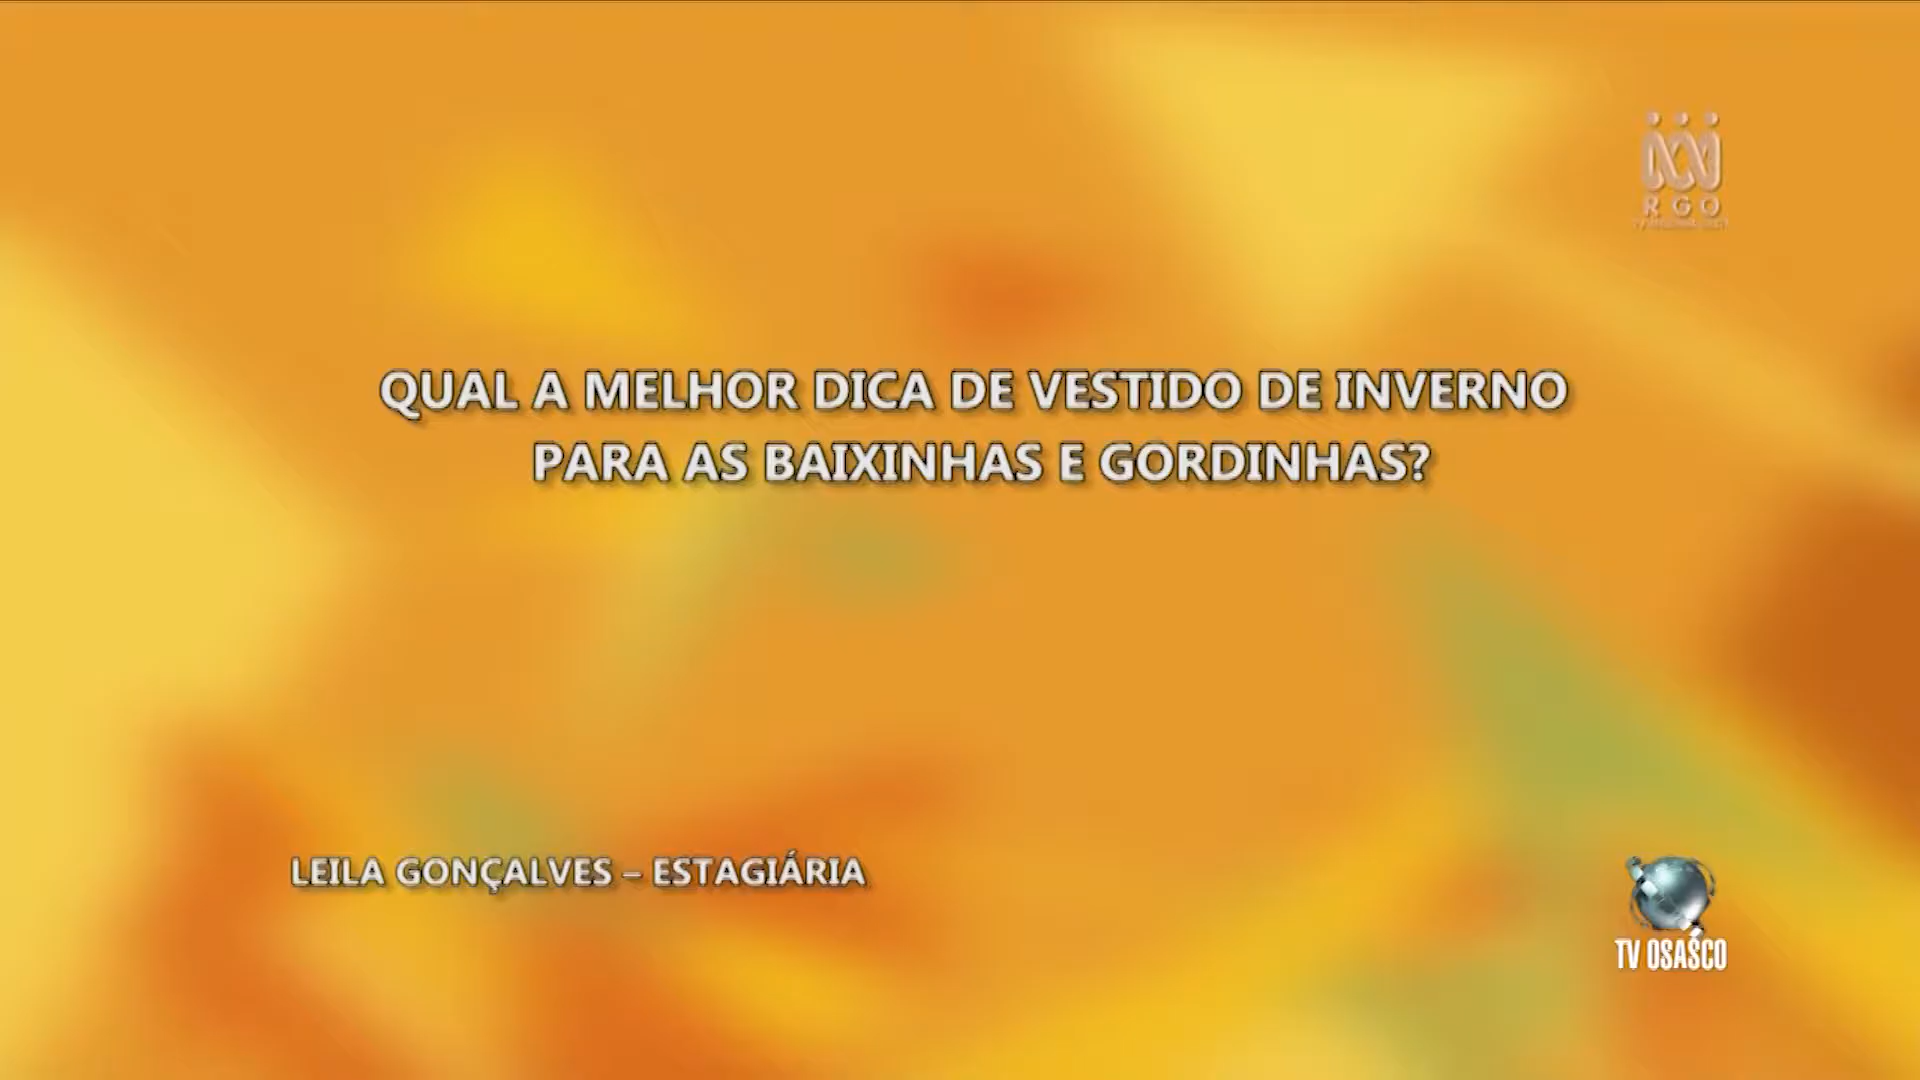 RGO
QUAL A MELHOR DICA DE VESTIDO DE INVERNO
PARA AS BAIXINHAS E GORDINHAS?
LEILA GONÇALVES – ESTAGIÁRIA
TV OSASCO